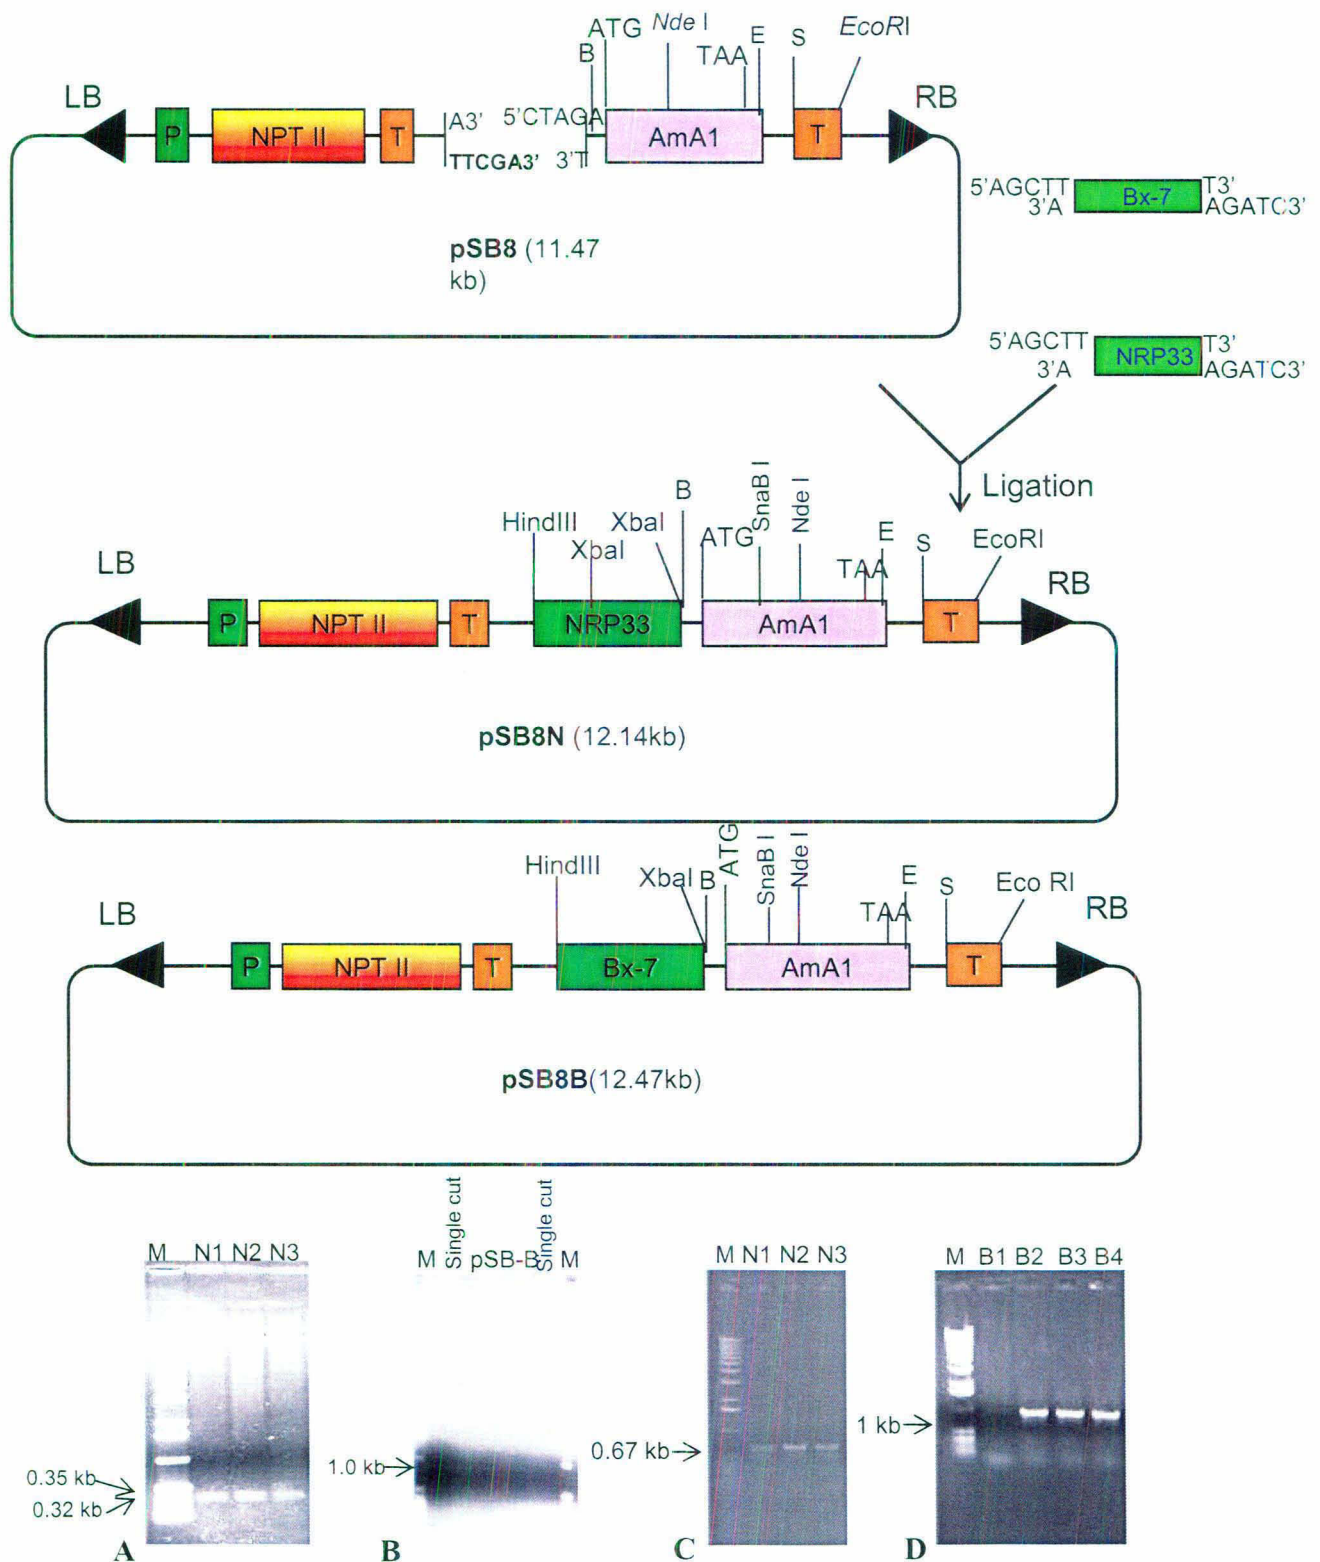 ATG Nde I EcoRI
B TAA E S
LB RB
P NPT II T A3' 5'CTAGA AmA1 T
TTCGA3' 3'T
5'AGCTT Bx-7 T3'
3'A AGATC3'
pSB8 (11.47
kb)
5'AGCTT NRP33 T3'
3'A AGATC3'
Ligation
HindIII XbaI B ATG SnaB I Nde I E S EcoRI
XbaI TAA
LB RB
P NPT II T NRP33 AmA1 T
pSB8N (12.14kb)
HindIII XbaI B ATG SnaB I Nde I E S Eco RI
TAA
LB RB
P NPT II T Bx-7 AmA1 T
pSB8B(12.47kb)
M N1 N2 N3
M Single cut pSB-B Single cut M
M N1 N2 N3
M B1 B2 B3 B4
0.35 kb
0.32 kb
1.0 kb
0.67 kb
1 kb
A B C D